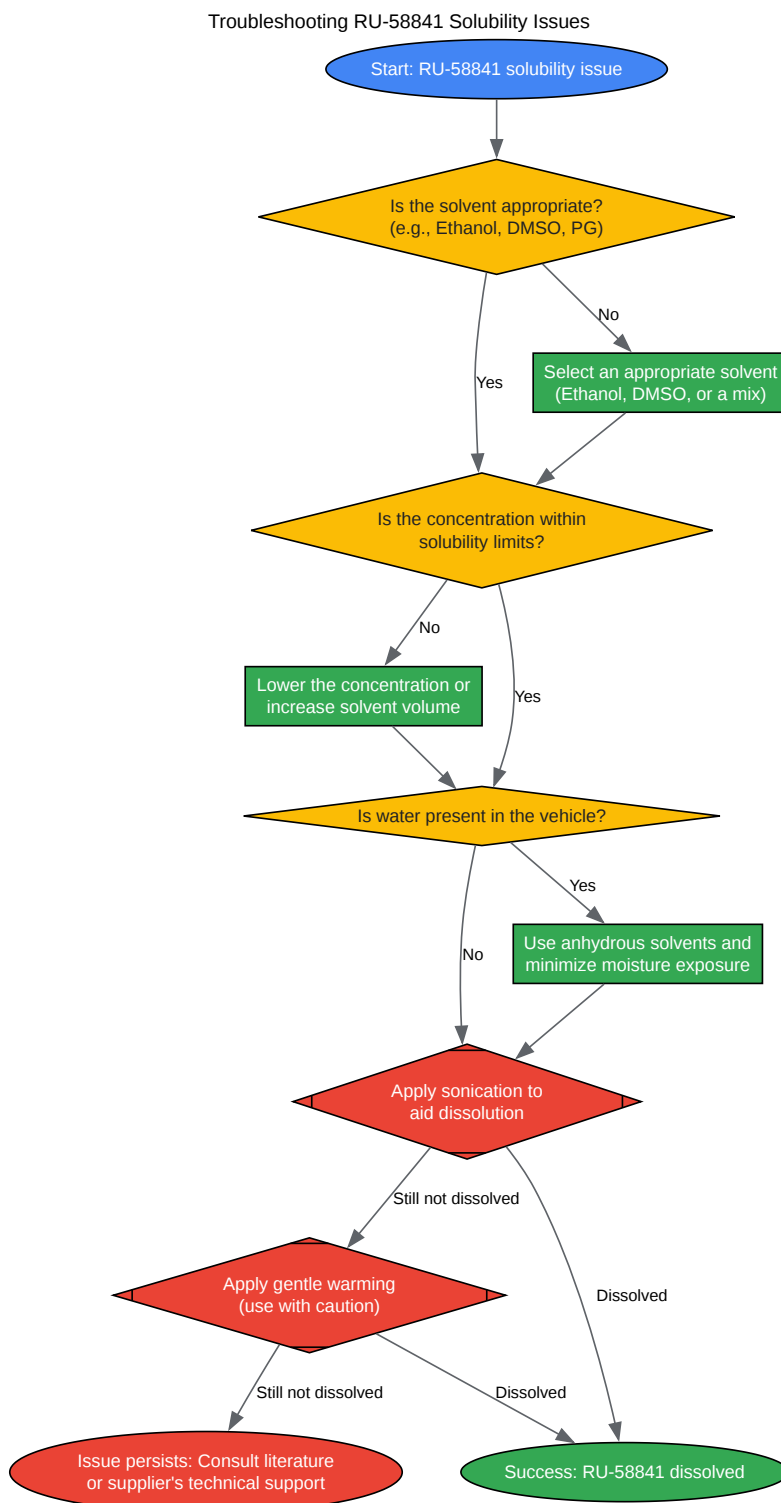 Troubleshooting RU-58841 Solubility Issues
Start: RU-58841 solubility issue
Is the solvent appropriate?
(e.g., Ethanol, DMSO, PG)
No
Yes
Select an appropriate solvent
(Ethanol, DMSO, or a mix)
Is the concentration within
solubility limits?
No
Yes
Lower the concentration or
increase solvent volume
Is water present in the vehicle?
Yes
No
Use anhydrous solvents and
minimize moisture exposure
Apply sonication to
aid dissolution
Still not dissolved
Dissolved
Apply gentle warming
(use with caution)
Still not dissolved
Dissolved
Issue persists: Consult literature
or supplier's technical support
Success: RU-58841 dissolved